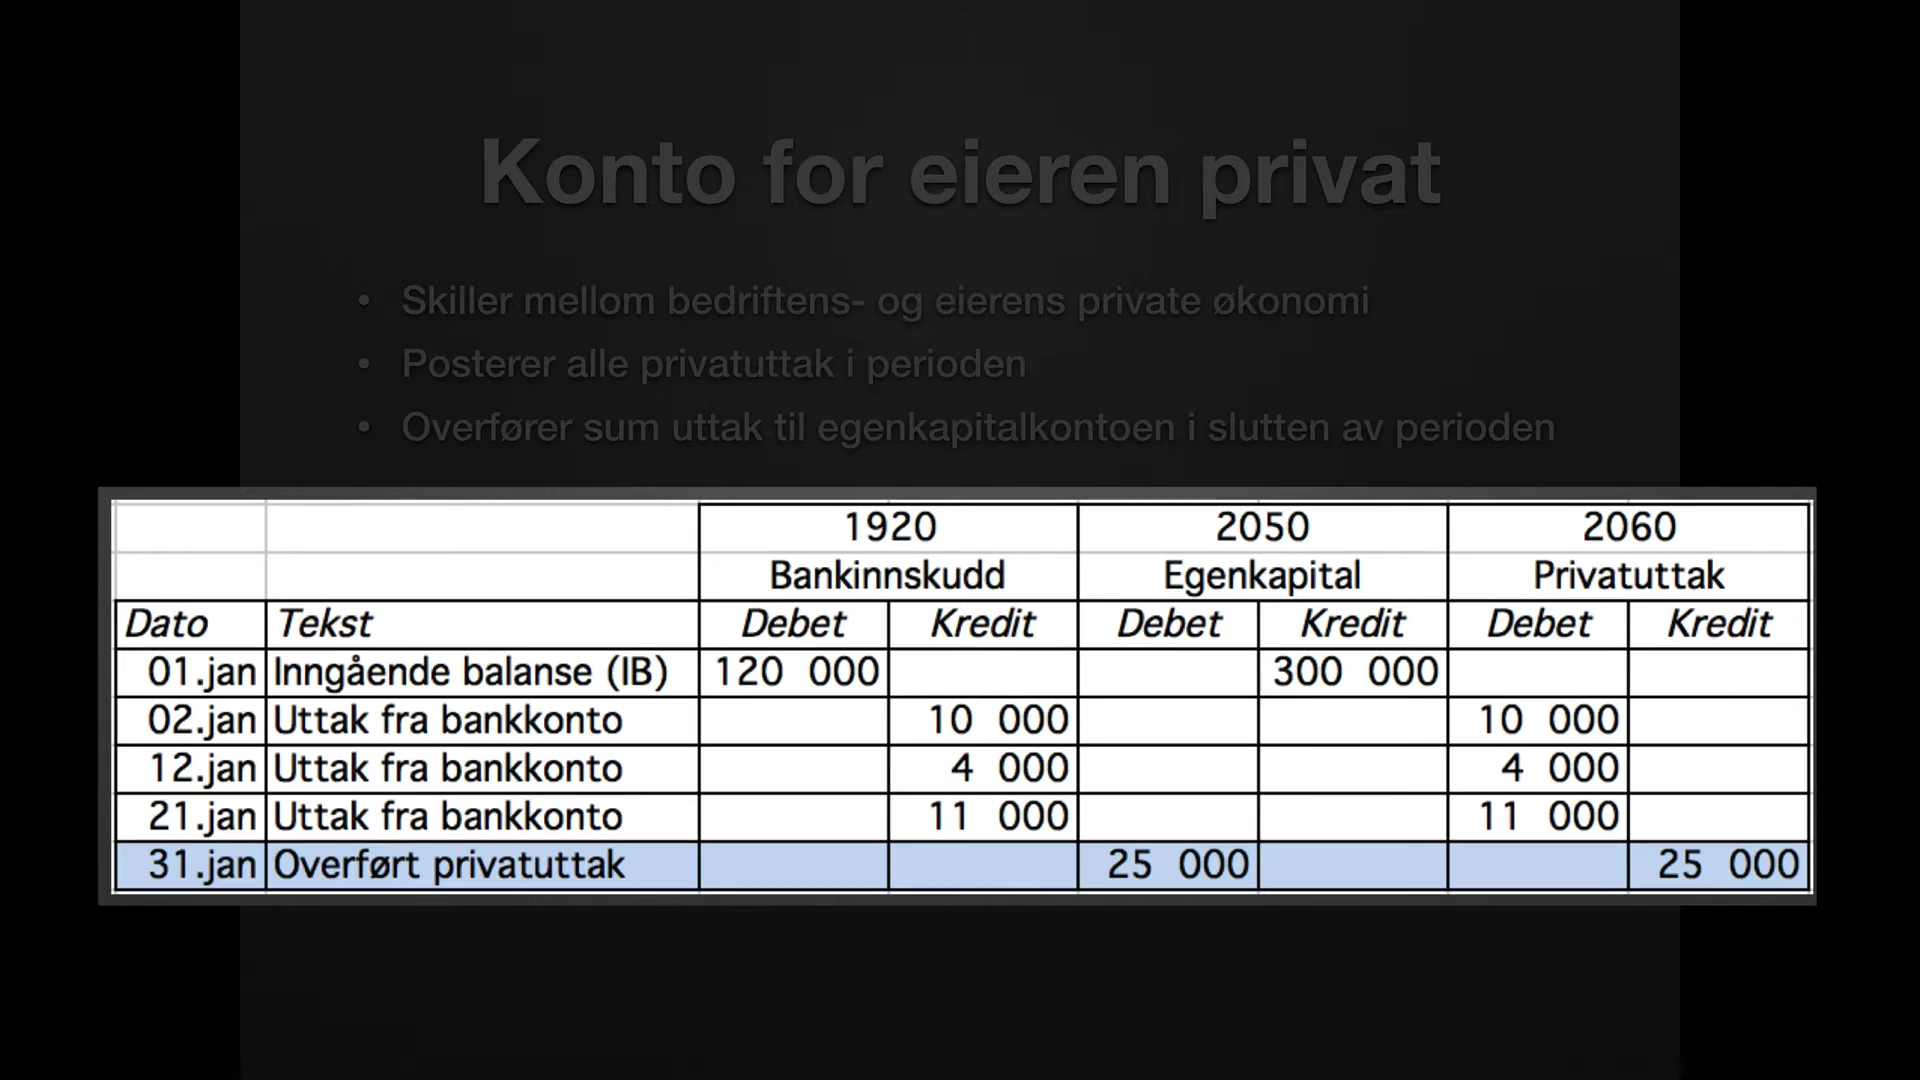 Konto for eieren privat
• Skiller mellom bedriftens- og eierens private økonomi
• Posterer alle privatuttak i perioden
• Overfører sum uttak til egenkapitalkontoen i slutten av perioden
1920 2050 2060
Bankinnskudd Egenkapital Privatuttak
Dato Tekst Debet Kredit Debet Kredit Debet Kredit
01.jan Inngående balanse (IB) 120 000 300 000
02.jan Uttak fra bankkonto 10 000 10 000
12.jan Uttak fra bankkonto 4 000 4 000
21.jan Uttak fra bankkonto 11 000 11 000
31.jan Overført privatuttak 25 000 25 000